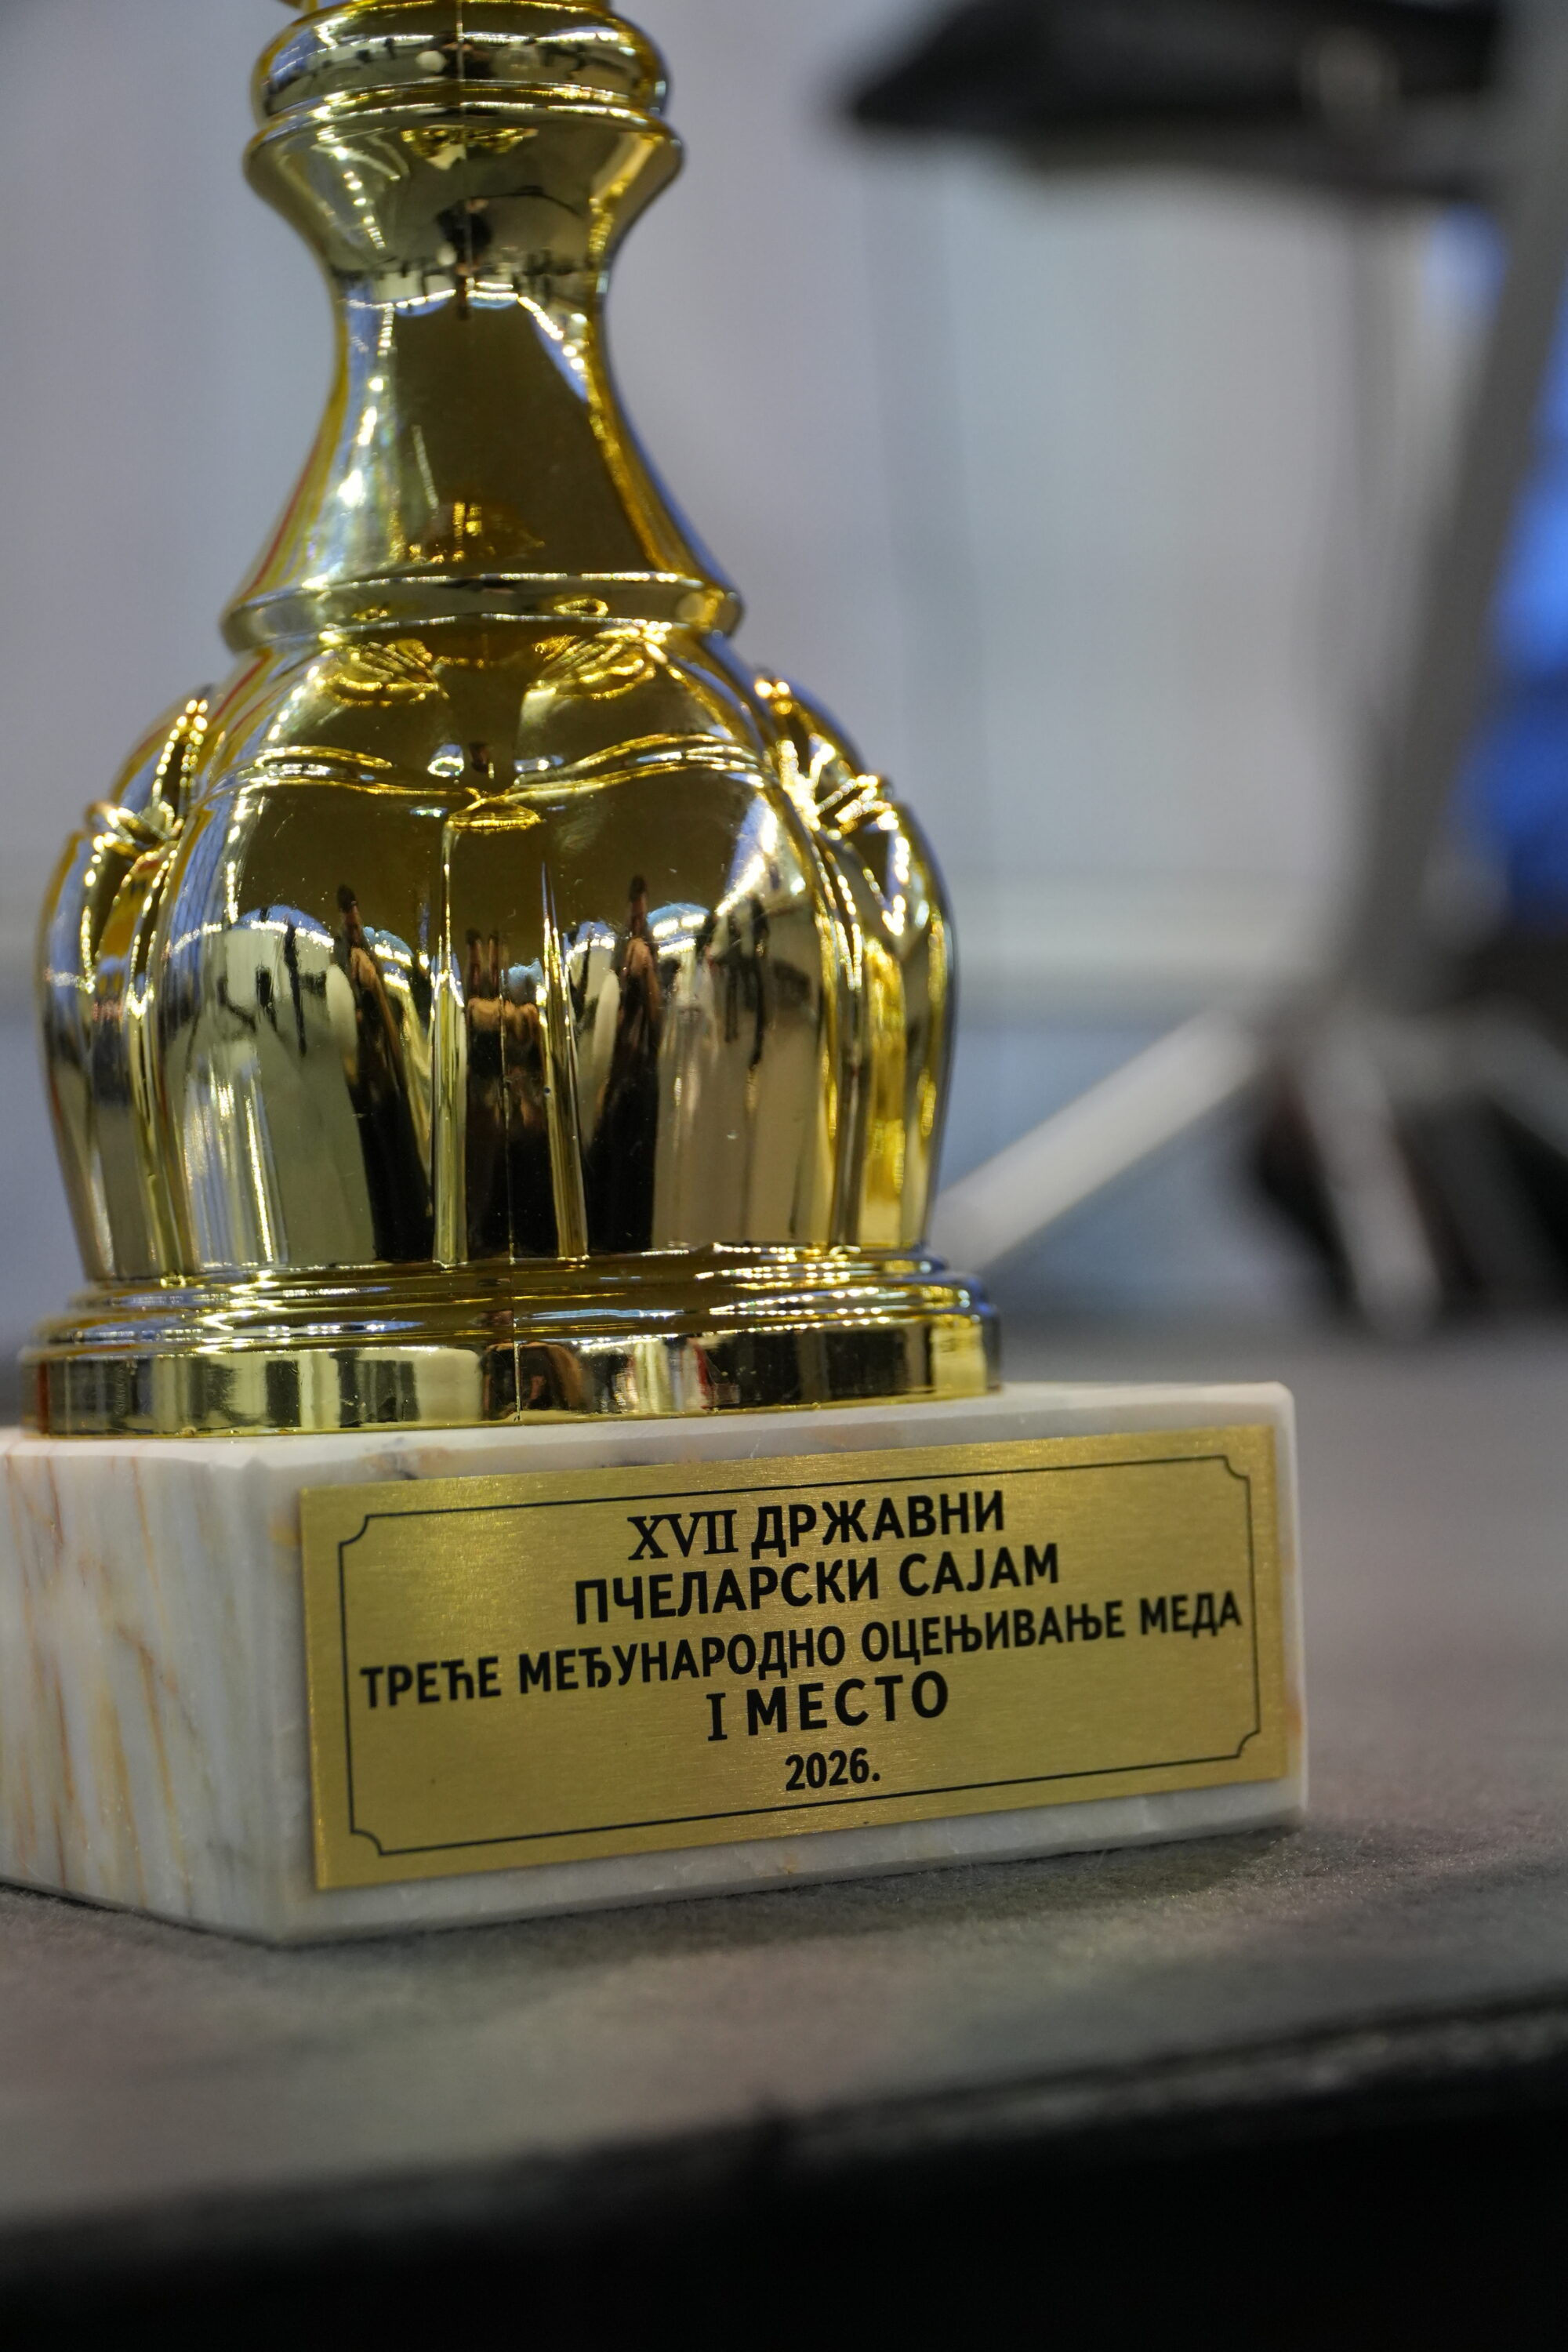 XVII ДРЖАВНИ
ПЧЕЛАРСКИ САЈАМ
ТРЕЋЕ МЕЂУНАРОДНО ОЦЕЊИВАЊЕ МЕДА
I МЕСТО
2026.